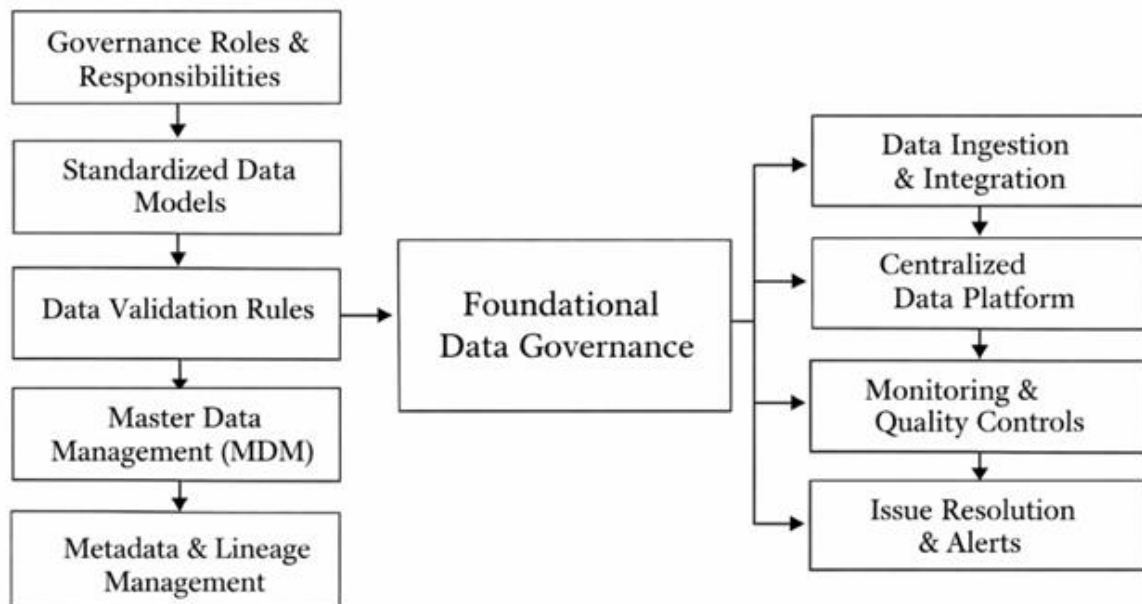 Governance Roles &
Responsibilities
Standardized Data
Models
Data Validation Rules
Master Data
Management (MDM)
Metadata & Lineage
Management
Foundational
Data Governance
Data Ingestion
& Integration
Centralized
Data Platform
Monitoring &
Quality Controls
Issue Resolution
& Alerts